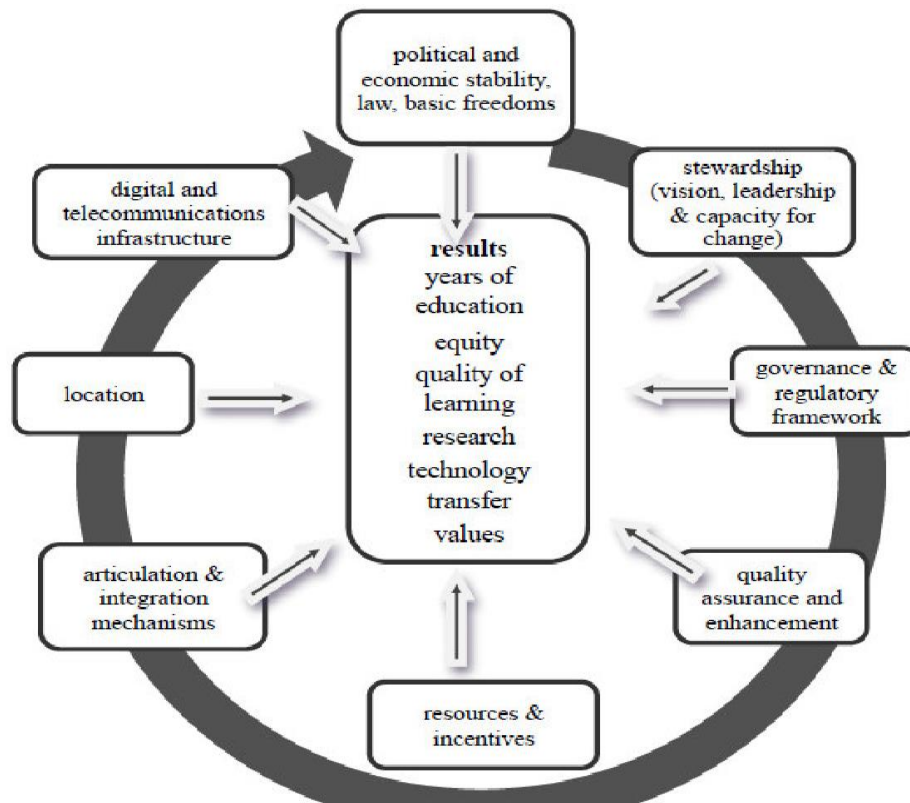 political and
economic stability,
law, basic freedoms
stewardship
(vision, leadership
& capacity for
change)
governance &
regulatory
framework
quality
assurance and
enhancement
resources &
incentives
articulation &
integration
mechanisms
location
digital and
telecommunications
infrastructure
results
years of
education
equity
quality of
learning
research
technology
transfer
values